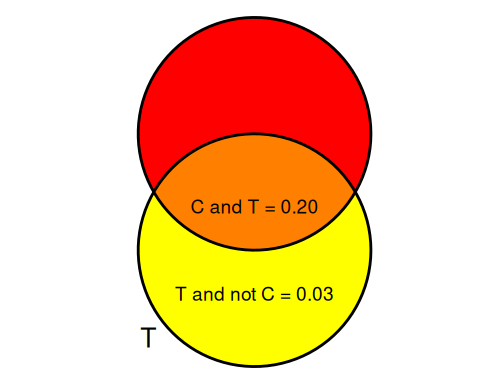 C and T = 0.20
T and not C = 0.03
T